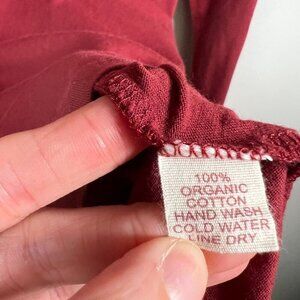 100%
ORGANIC
COTTON
HAND WASH
COLD WATER
LINE DRY